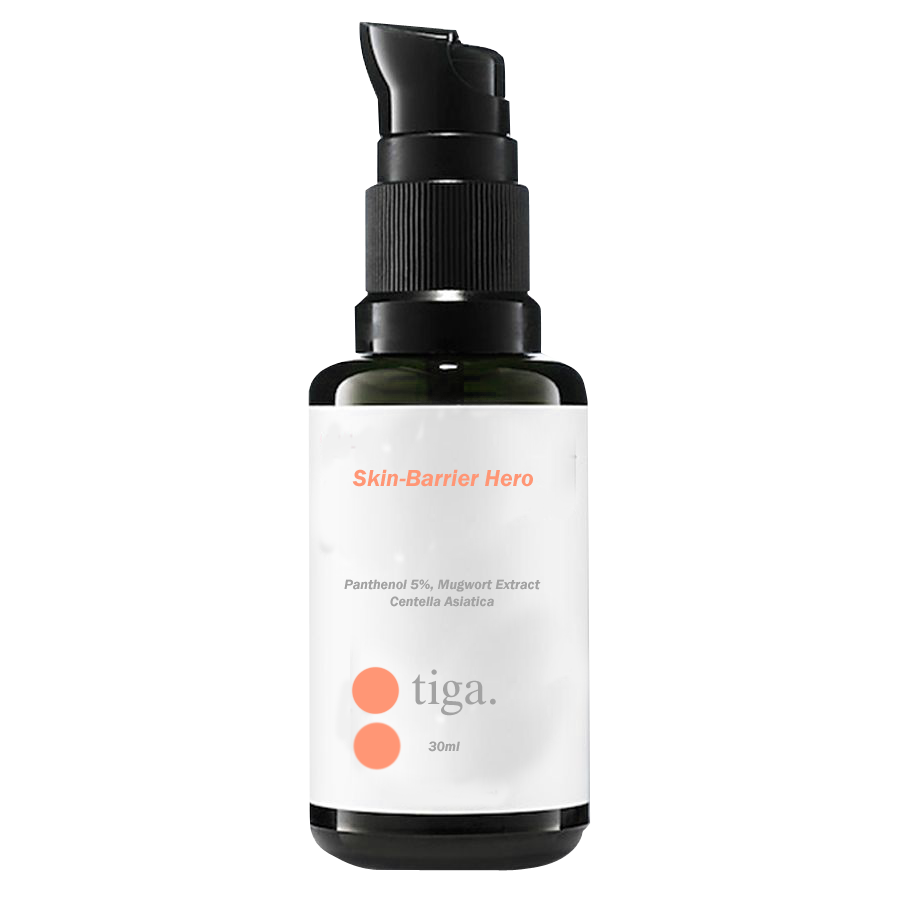 Skin-Barrier Hero
Panthenol 5%, Mugwort Extract
Centella Asiatica
tiga.
30ml